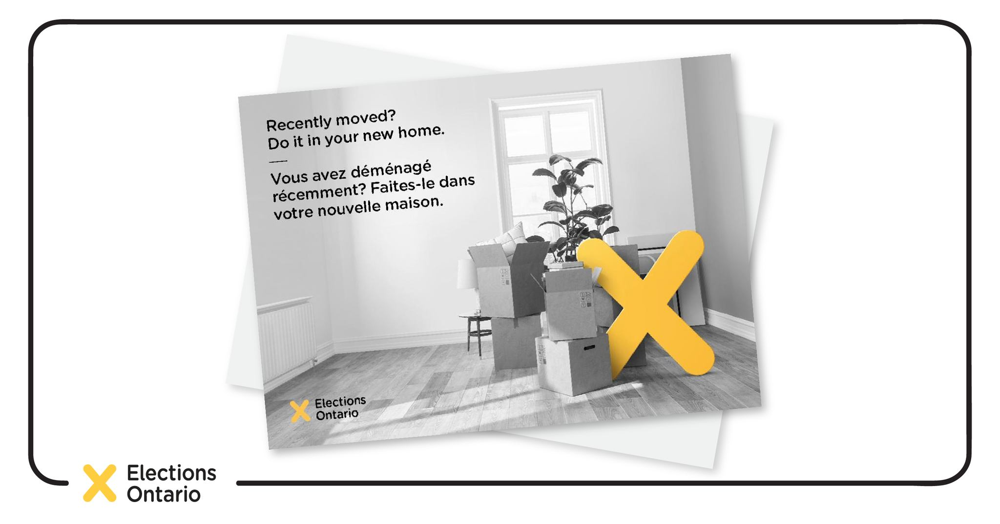 Recently moved?
Do it in your new home.
Vous avez déménagé
récemment? Faites-le dans
votre nouvelle maison.
Elections
Ontario
Elections
Ontario